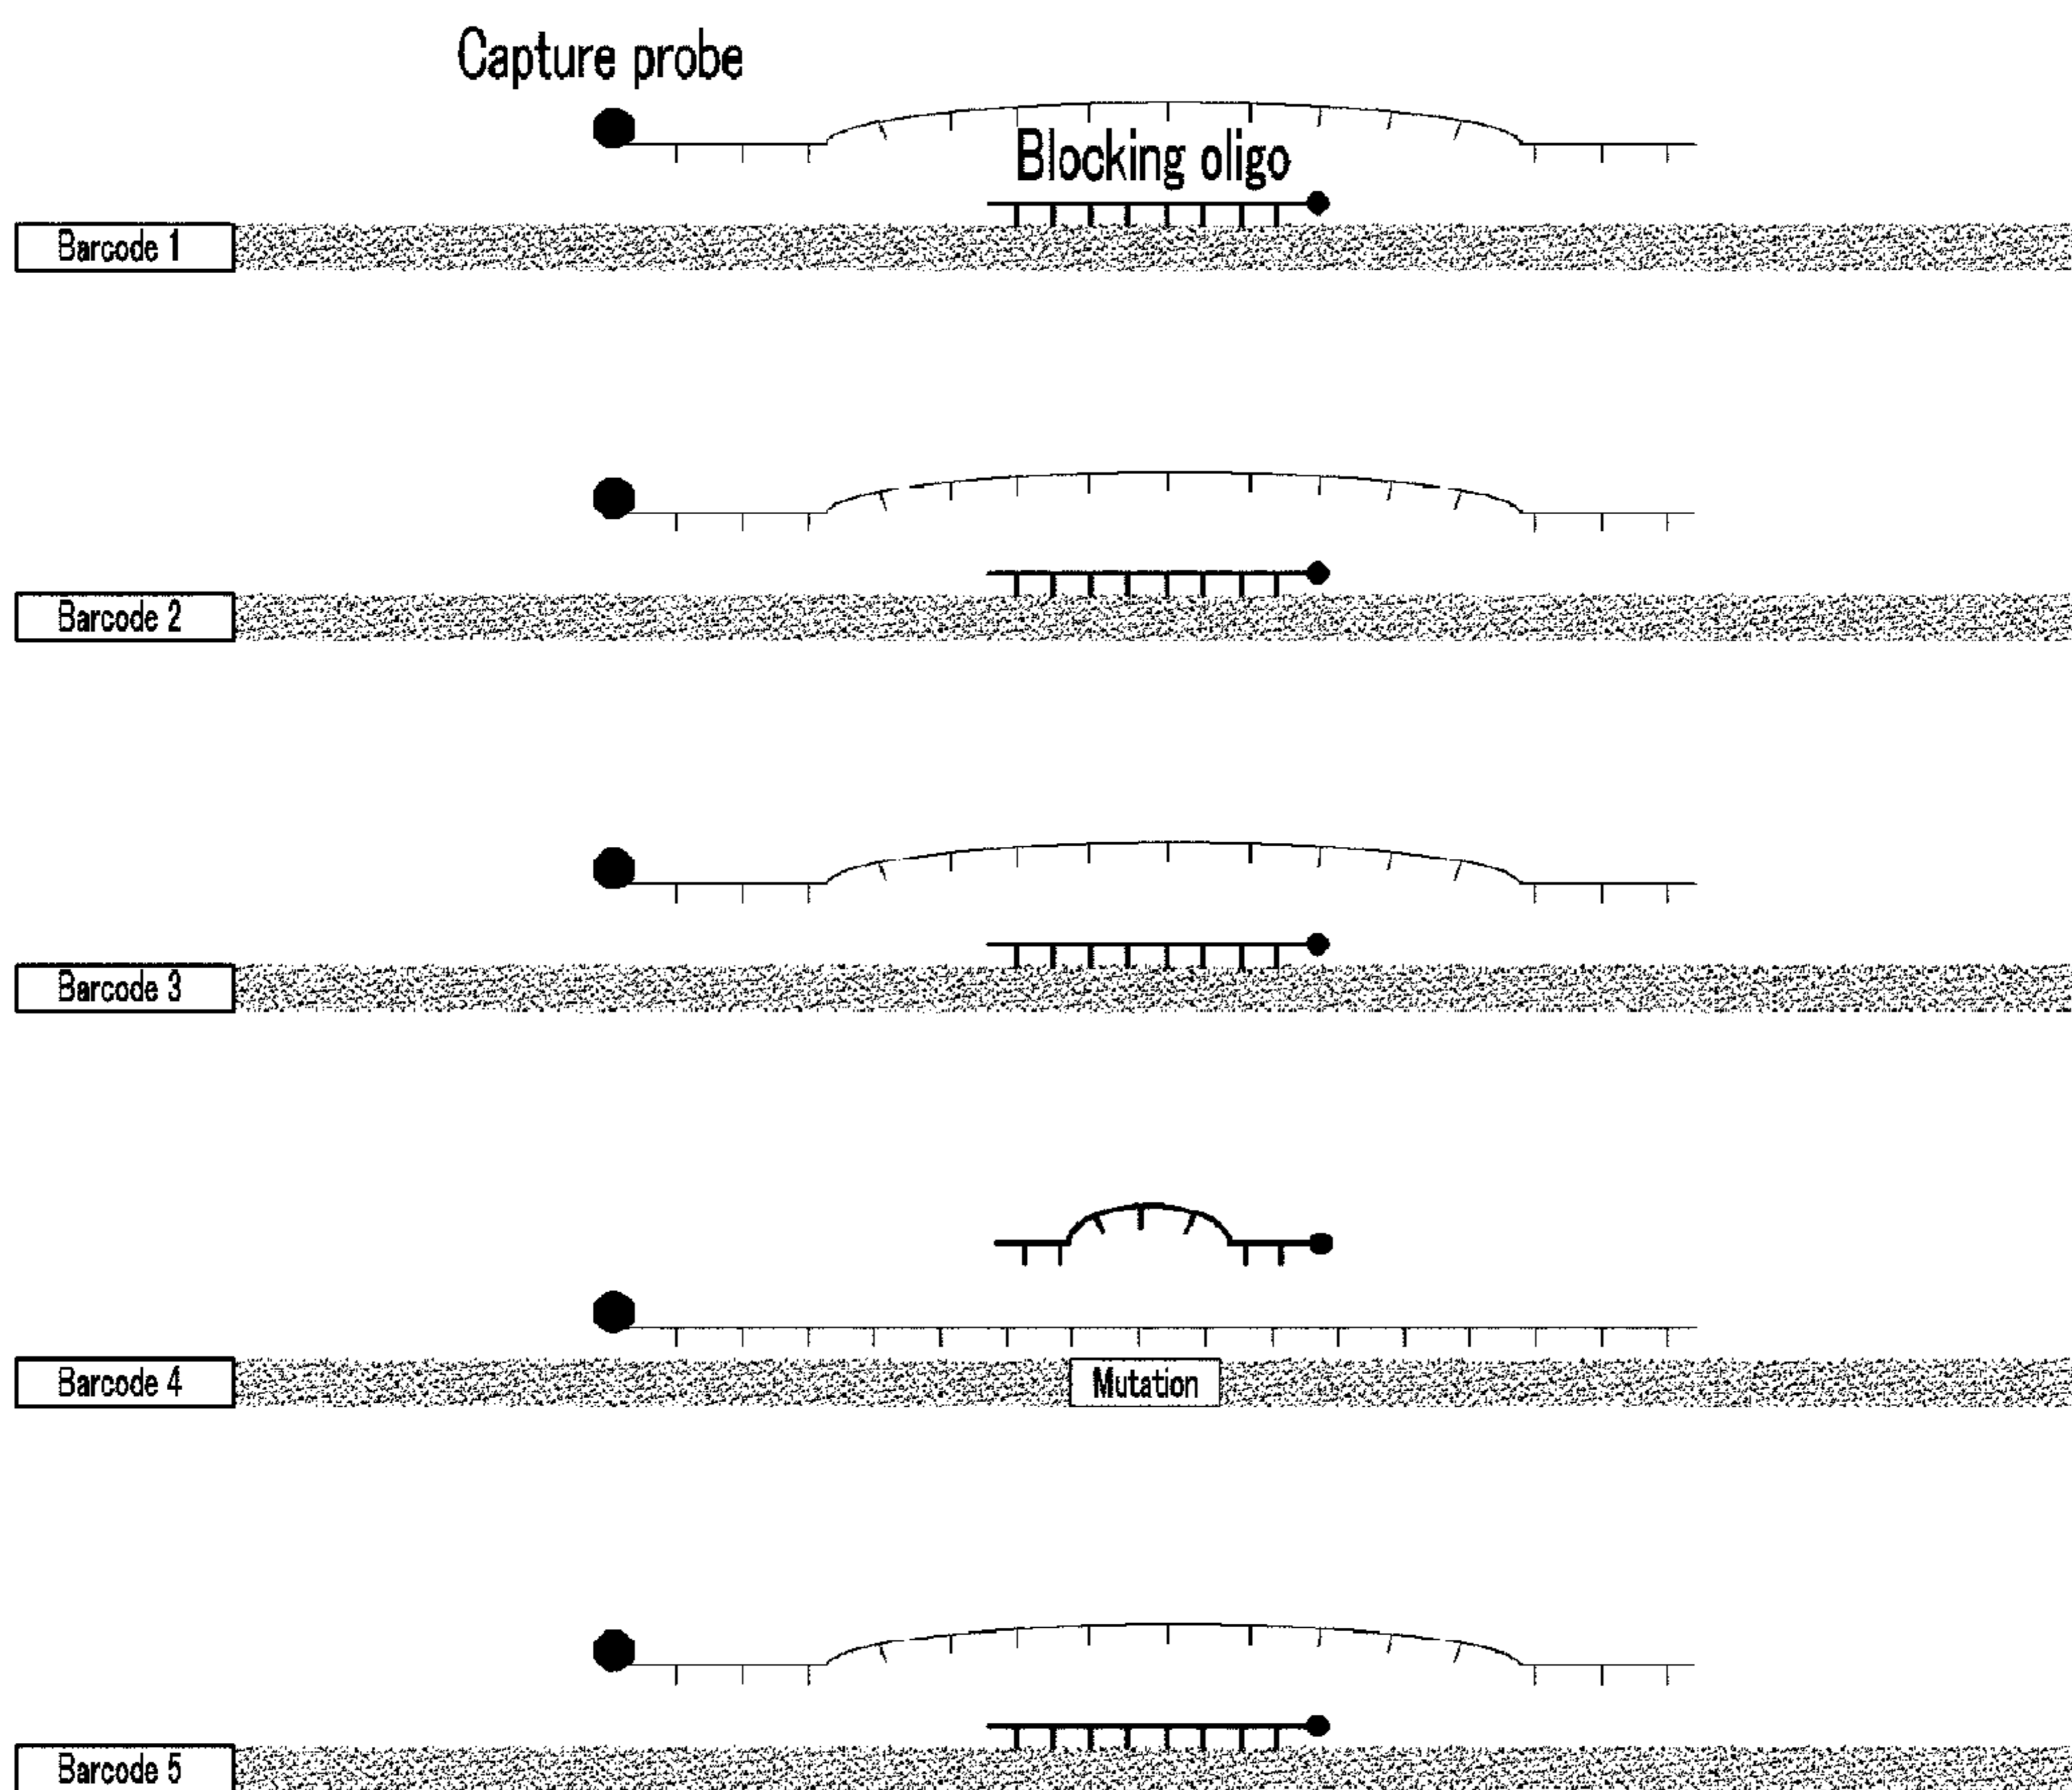 Capture probe
Blocking oligo
Barcode 1
Barcode 2
Barcode 3
Barcode 4
Mutation
Barcode 5